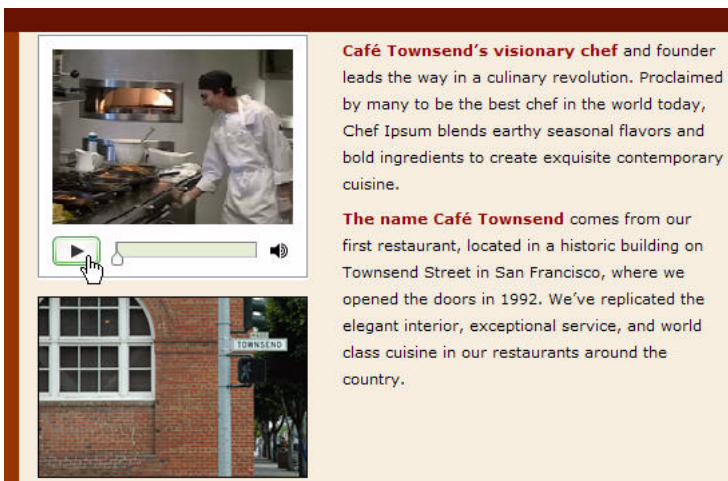 Café Townsend’s visionary chef and founder
leads the way in a culinary revolution. Proclaimed
by many to be the best chef in the world today,
Chef Ipsum blends earthy seasonal flavors and
bold ingredients to create exquisite contemporary
cuisine.
The name Café Townsend comes from our
first restaurant, located in a historic building on
Townsend Street in San Francisco, where we
opened the doors in 1992. We’ve replicated the
elegant interior, exceptional service, and world
class cuisine in our restaurants around the
country.
TOWNSEND